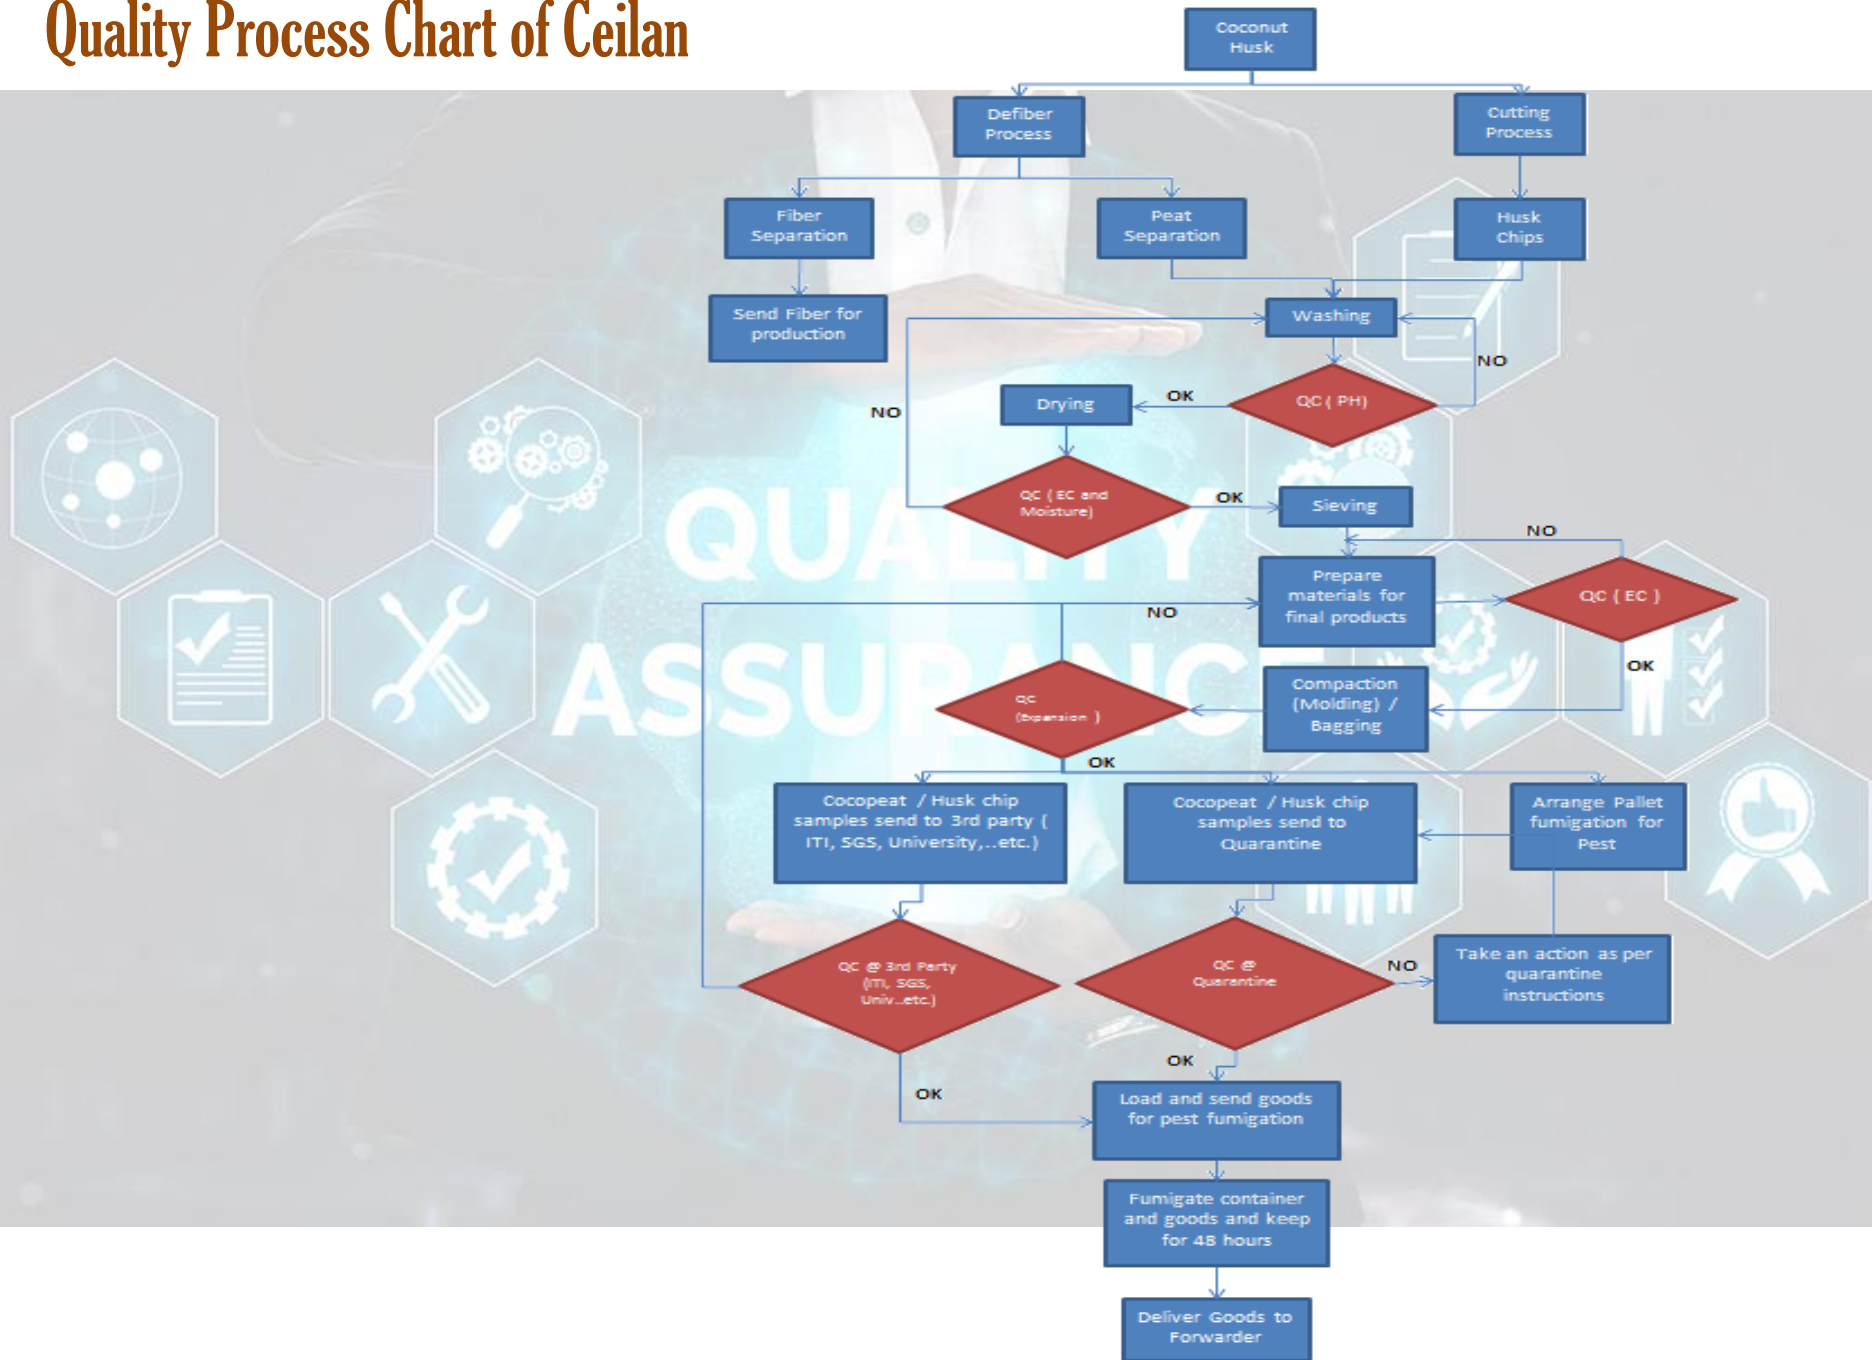 Quality Process Chart of Ceilan
Coconut
Husk
Defiber
Process
Cutting
Process
Fiber
Separation
Peat
Separation
Husk
Chips
Send Fiber for
production
Washing
NO
QC ( PH)
OK
Drying
NO
QC ( EC and
Moisture)
OK
Sieving
NO
Prepare
materials for
final products
QC ( EC )
NO
OK
Compaction
(Molding) /
Bagging
QC
(Expansion )
OK
Cocopeat / Husk chip
samples send to 3rd party (
ITI, SGS, University,..etc.)
Cocopeat / Husk chip
samples send to
Quarantine
Arrange Pallet
fumigation for
Pest
QC @ 3rd Party
(ITI, SGS,
Univ..etc.)
QC @
Quarantine
NO
Take an action as per
quarantine
instructions
OK
OK
Load and send goods
for pest fumigation
Fumigate container
and goods and keep
for 48 hours
Deliver Goods to
Forwarder
QUALITY
ASSURANCE